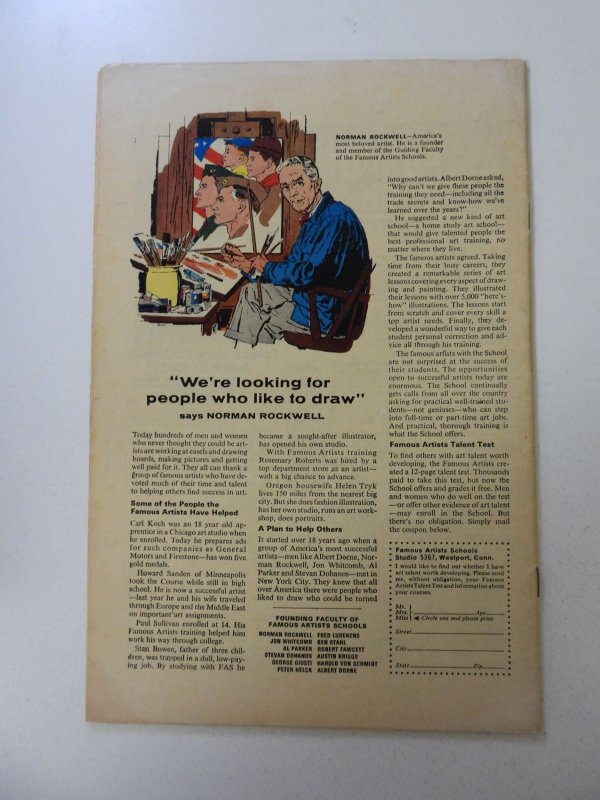 NORMAN ROCKWELL—America's
most beloved artist. He is a founder
and member of the Guiding Faculty
of the Famous Artists Schools.
"We're looking for
people who like to draw"
says NORMAN ROCKWELL
Today hundreds of men and women
who never thought they could be art-
ists are working at easels and drawing
boards, making pictures and getting
well paid for it. They all can thank a
group of famous artists who have de-
voted much of their time and talent
to helping others find success in art.
Some of the People the
Famous Artists Have Helped
Carl Koch was an 18 year old ap-
prentice in a Chicago art studio when
he enrolled. Today he prepares ads
for such companies as General
Motors and Firestone—has won five
gold medals.
Howard Sanden of Minneapolis
took the Course while still in high
school. He is now a successful artist
—last year he and his wife traveled
through Europe and the Middle East
on important art assignments.
Paul Sullivan enrolled at 14. His
Famous Artists training helped him
work his way through college.
Stan Bowen, father of three chil-
dren, was trapped in a dull, low-pay-
ing job. By studying with FAS he
became a sought-after illustrator,
has opened his own studio.
With Famous Artists training
Rosemary Roberts was hired by a
top department store as an artist—
with a big chance to advance.
Oregon housewife Helen Tryk
lives 150 miles from the nearest big
city. But she does fashion illustration,
has her own studio, runs an art work-
shop, does portraits.
A Plan to Help Others
It started over 18 years ago when a
group of America's most successful
artists—men like Albert Dorne, Nor-
man Rockwell, Jon Whitcomb, Al
Parker and Stevan Dohanos—met in
New York City. They knew that all
over America there were people who
liked to draw who could be turned
FOUNDING FACULTY OF
FAMOUS ARTISTS SCHOOLS
NORMAN ROCKWELL FRED LUDEKENS
JON WHITCOMB BEN STAHL
AL PARKER ROBERT FAWCETT
STEVAN DOHANOS AUSTIN BRIGGS
GEORGE GIUSTI HAROLD VON SCHMIDT
PETER HELCK ALBERT DORNE
into good artists. Albert Dorne asked,
"Why can't we give these people the
training they need—including all the
trade secrets and know-how we've
learned over the years?"
He suggested a new kind of art
school—a home study art school—
that would give talented people the
best professional art training, no
matter where they live.
The famous artists agreed. Taking
time from their busy careers, they
created a remarkable series of art
lessons covering every aspect of draw-
ing and painting. They illustrated
their lessons with over 5,000 "here's-
how" illustrations. The lessons start
from scratch and cover every skill a
top artist needs. Finally, they de-
veloped a wonderful way to give each
student personal correction and ad-
vice all through his training.
The famous artists with the School
are not surprised at the success of
their students. The opportunities
open to successful artists today are
enormous. The School continually
gets calls from all over the country
asking for practical well-trained stu-
dents—not geniuses—who can step
into full-time or part-time art jobs.
And practical, thorough training is
what the School offers.
Famous Artists Talent Test
To find others with art talent worth
developing, the Famous Artists cre-
ated a 12-page talent test. Thousands
paid to take this test, but now the
School offers and grades it free. Men
and women who do well on the test
—or offer other evidence of art talent
—may enroll in the School. But
there's no obligation. Simply mail
the coupon below.
Famous Artists Schools
Studio 5367, Westport, Conn.
I would like to find out whether I have
art talent worth developing. Please send
me, without obligation, your Famous
Artists Talent Test and information about
your courses.
Mr.
Mrs. Age
Miss Circle one and please print
Street
City
State Zip